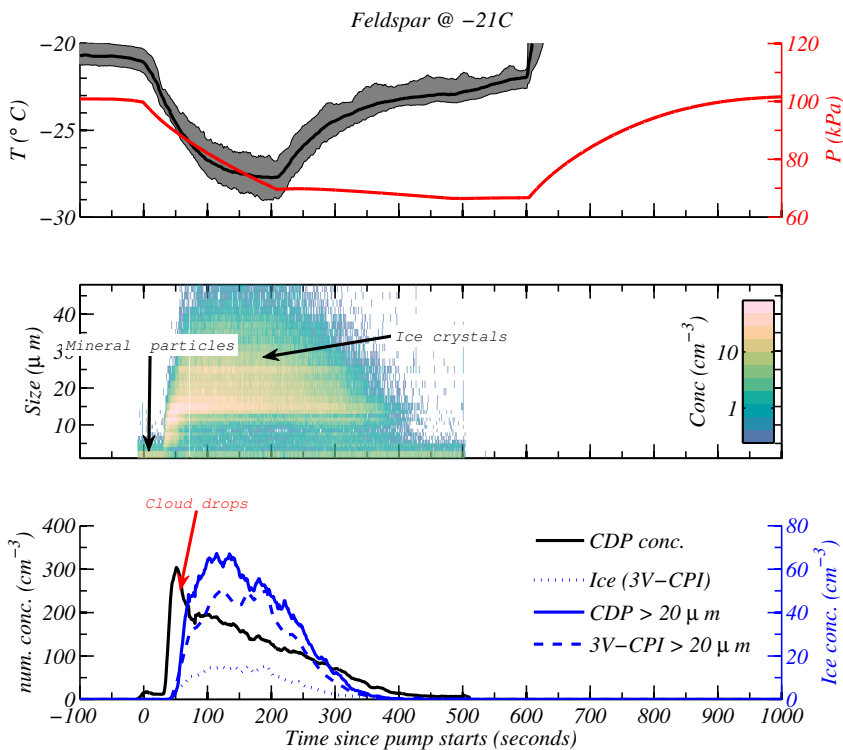 Feldspar @ −21C
−20
−25
−30
T (° C)
120
100
80
60
P (kPa)
40
30
20
10
Size (μ m)
Mineral particles
Ice crystals
10
1
Conc (cm⁻³)
Cloud drops
400
300
200
100
0
num. conc. (cm⁻³)
CDP conc.
Ice (3V−CPI)
CDP > 20 μ m
3V−CPI > 20 μ m
80
60
40
20
0
Ice conc. (cm⁻³)
−100 0 100 200 300 400 500 600 700 800 900 1000
Time since pump starts (seconds)